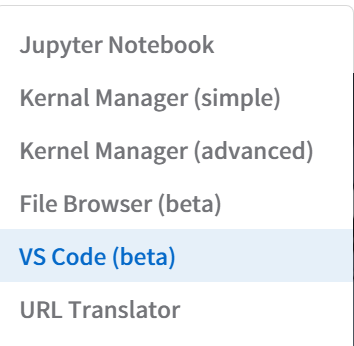 Jupyter Notebook
Kernal Manager (simple)
Kernel Manager (advanced)
File Browser (beta)
VS Code (beta)
URL Translator